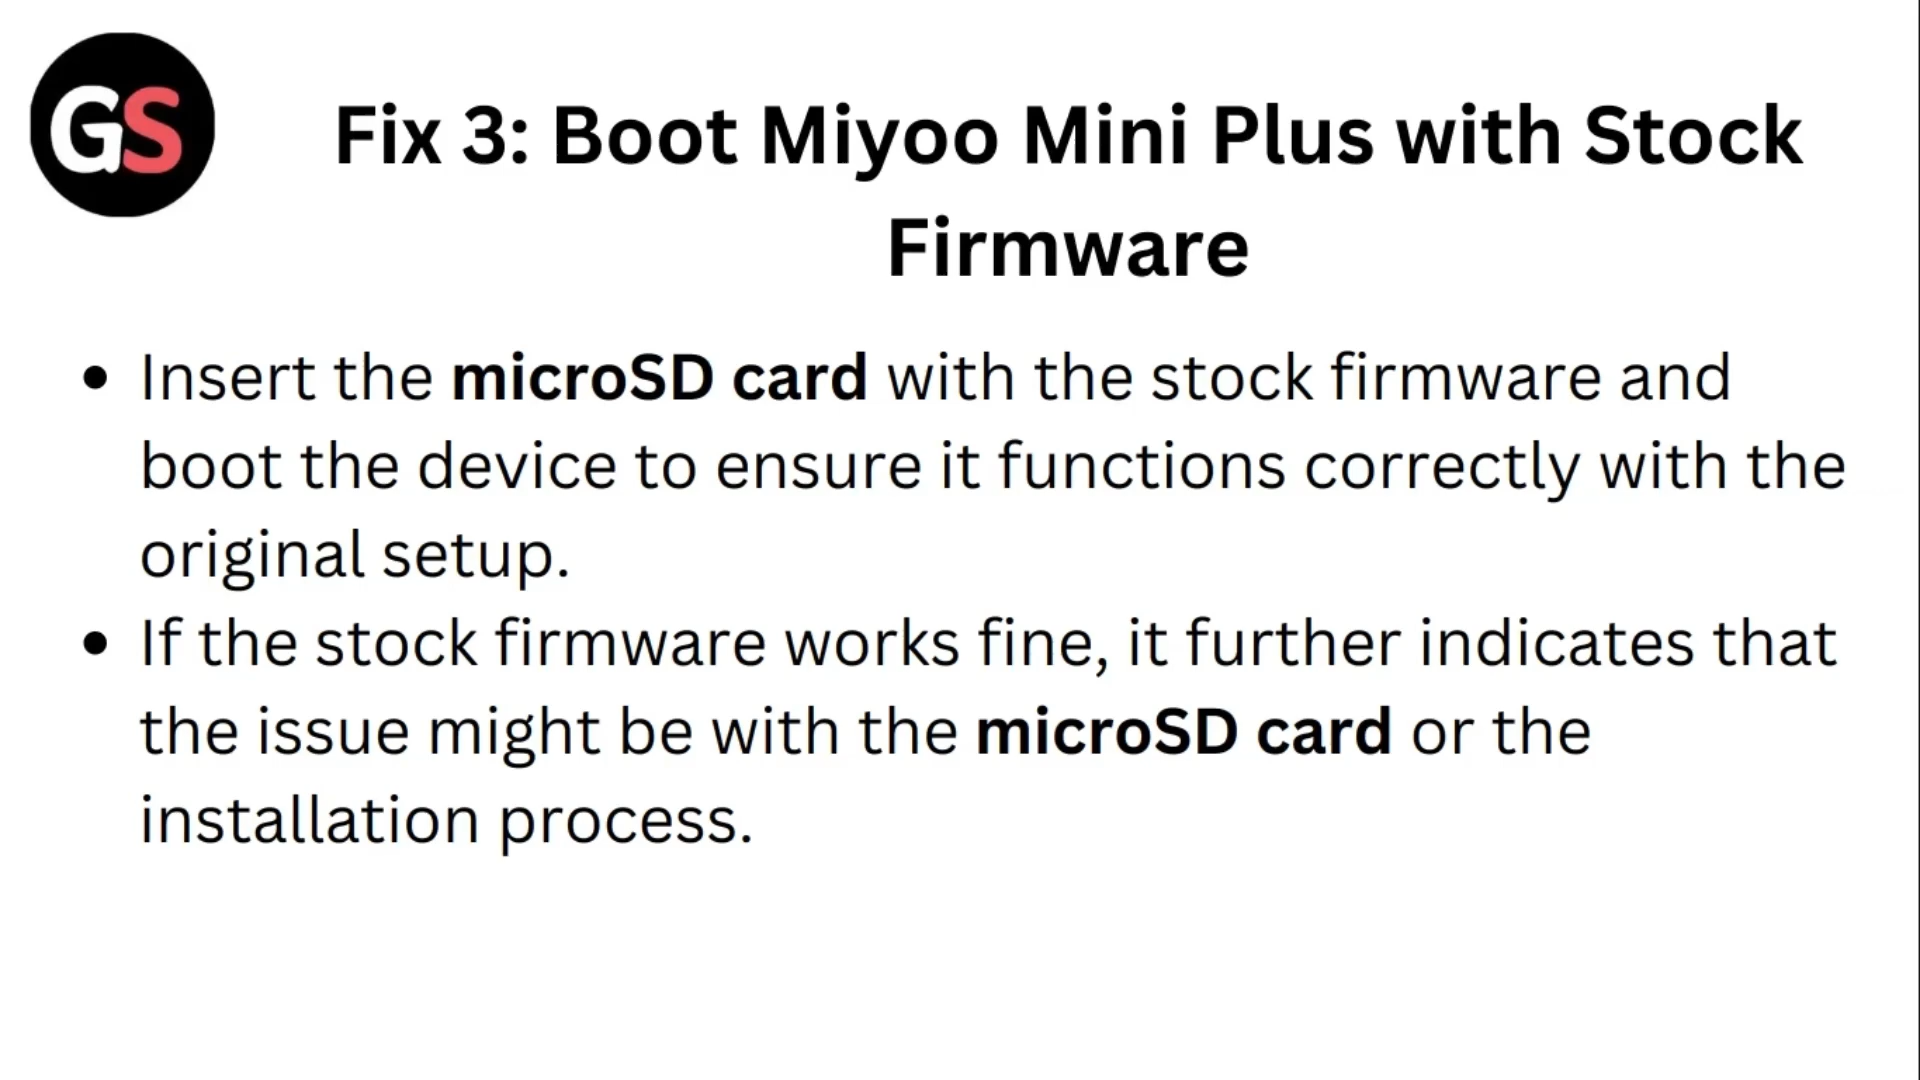 GS
Fix 3: Boot Miyoo Mini Plus with Stock
Firmware
• Insert the microSD card with the stock firmware and
boot the device to ensure it functions correctly with the
original setup.
• If the stock firmware works fine, it further indicates that
the issue might be with the microSD card or the
installation process.